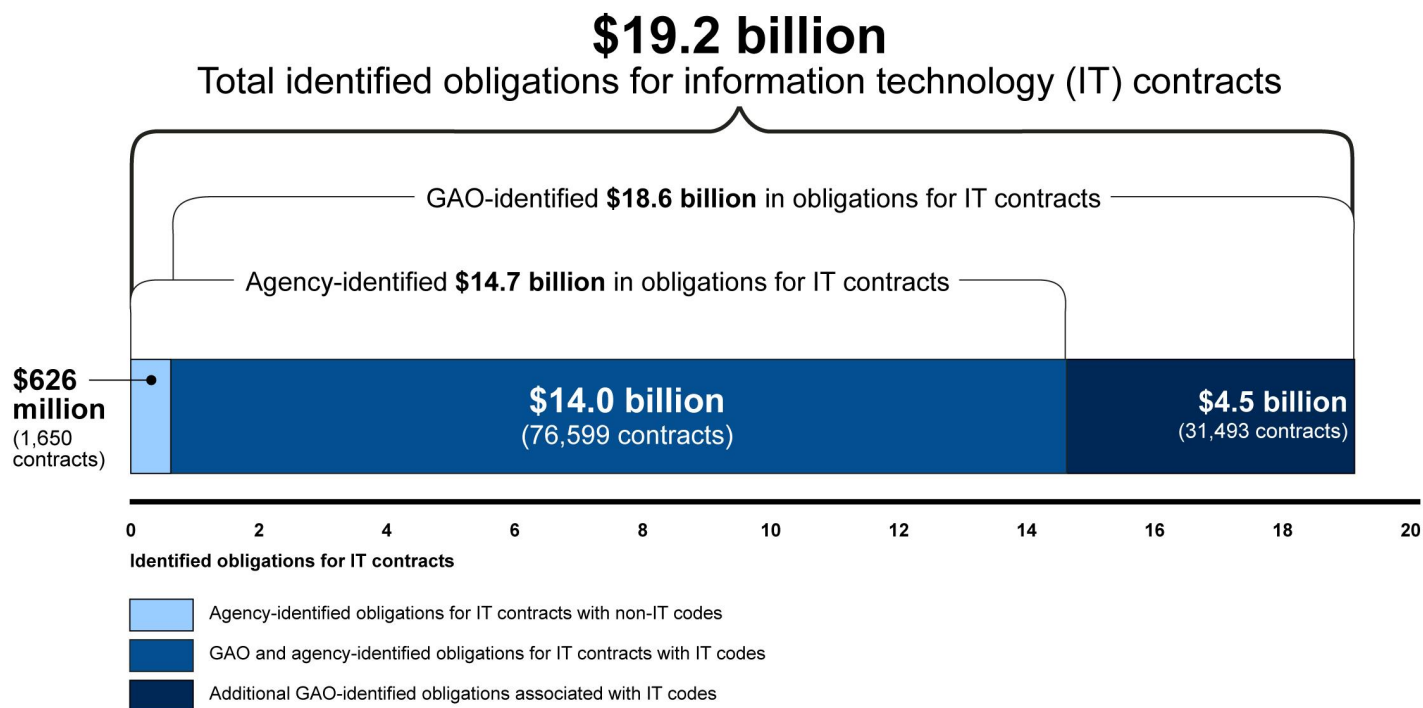 $19.2 billion
Total identified obligations for information technology (IT) contracts
GAO-identified $18.6 billion in obligations for IT contracts
Agency-identified $14.7 billion in obligations for IT contracts
$626
million
(1,650
contracts)
$14.0 billion
(76,599 contracts)
$4.5 billion
(31,493 contracts)
0 2 4 6 8 10 12 14 16 18 20
Identified obligations for IT contracts
Agency-identified obligations for IT contracts with non-IT codes
GAO and agency-identified obligations for IT contracts with IT codes
Additional GAO-identified obligations associated with IT codes